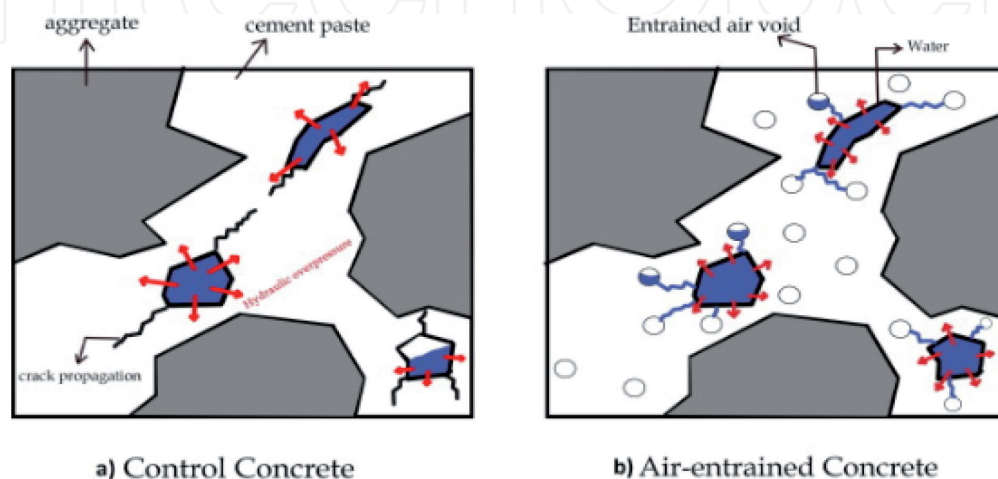 aggregate
cement paste
Hydraulic overpressure
crack propagation
a) Control Concrete
Entrained air void
Water
b) Air-entrained Concrete